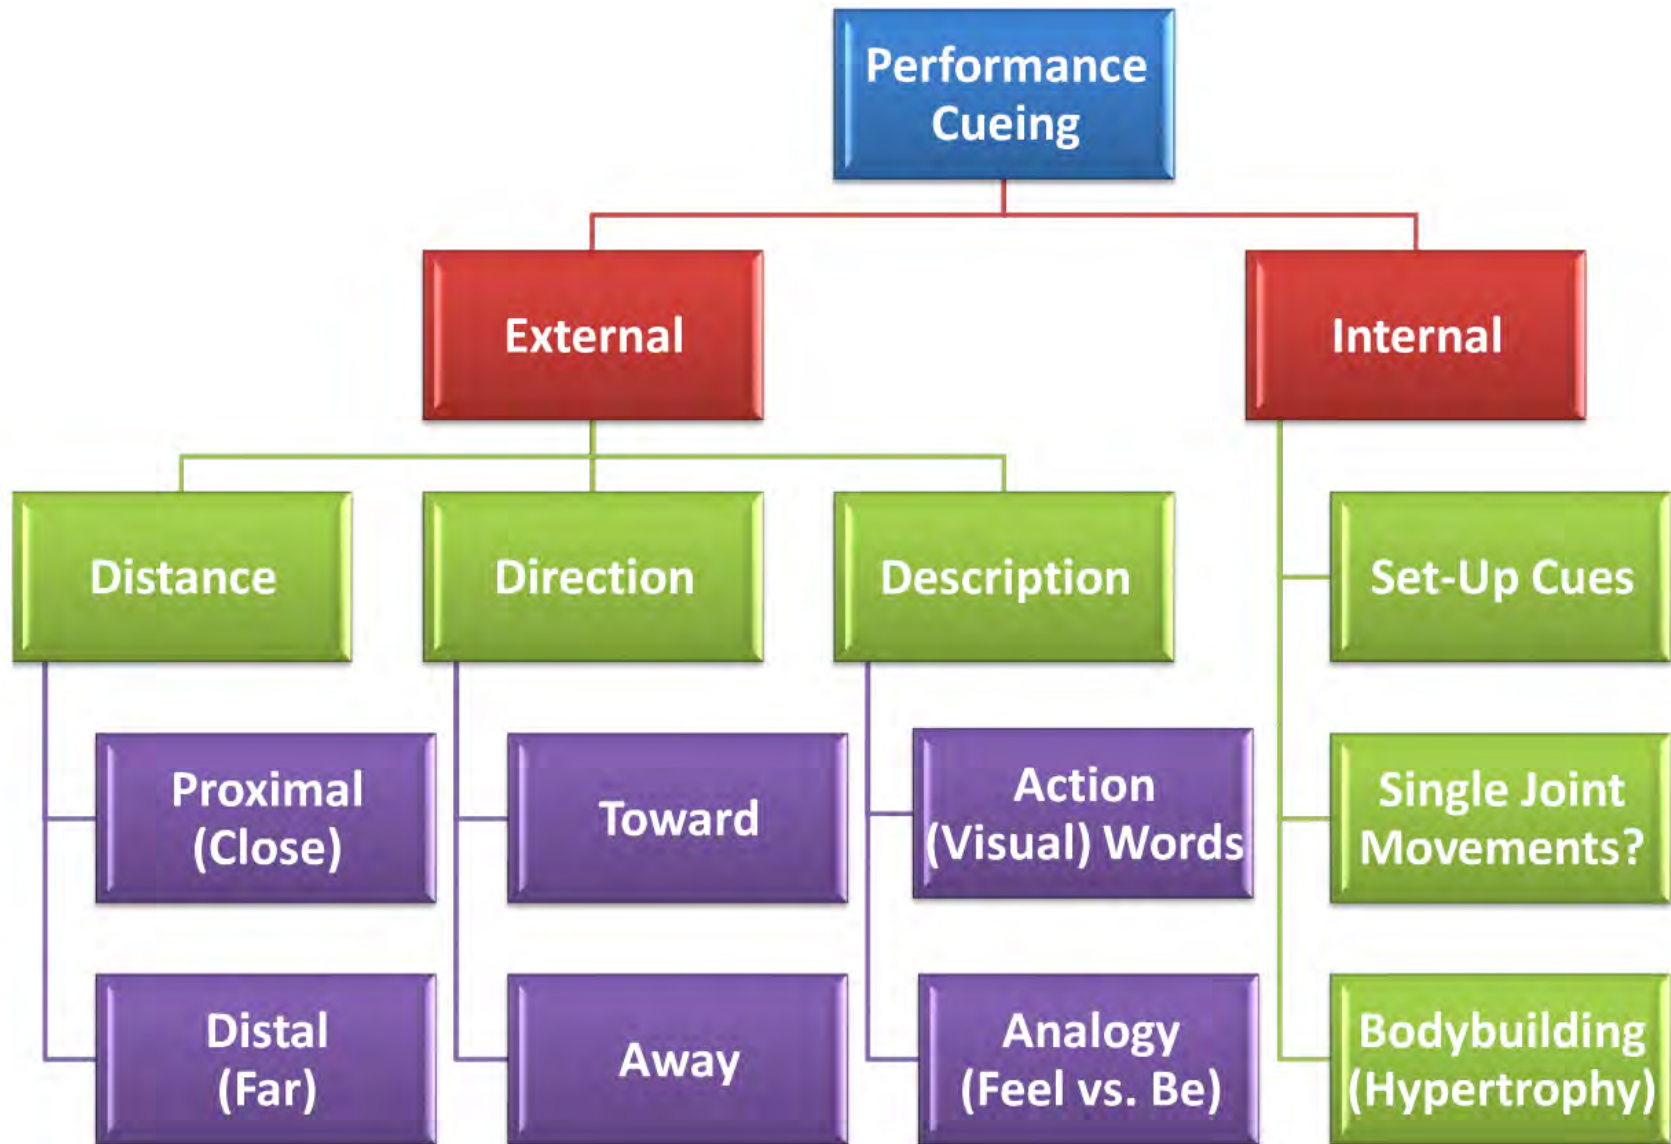 Performance
Cueing
External
Internal
Distance
Direction
Description
Set-Up Cues
Proximal
(Close)
Toward
Action
(Visual) Words
Single Joint
Movements?
Distal
(Far)
Away
Analogy
(Feel vs. Be)
Bodybuilding
(Hypertrophy)